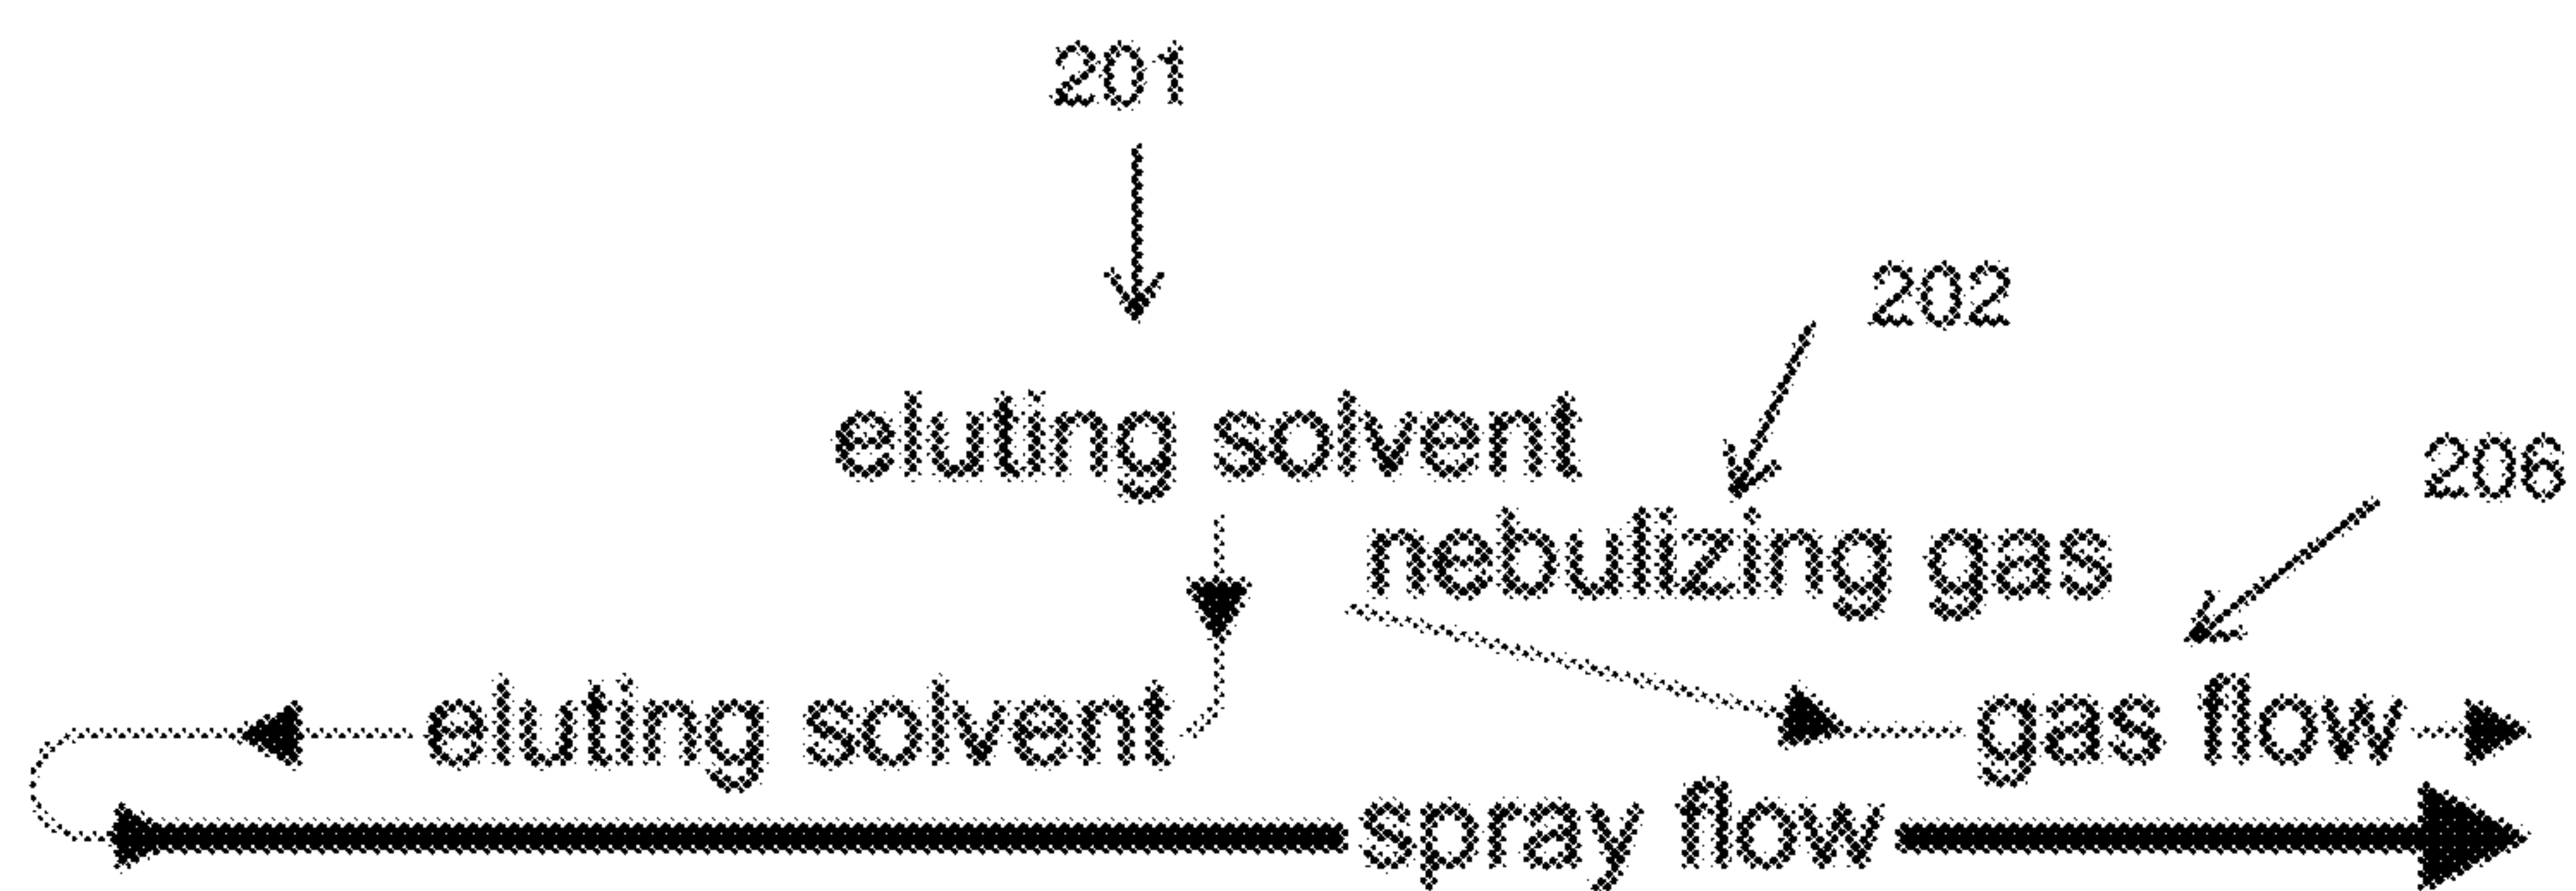 201
202
eluting solvent
206
nebulizing gas
eluting solvent
gas flow
spray flow